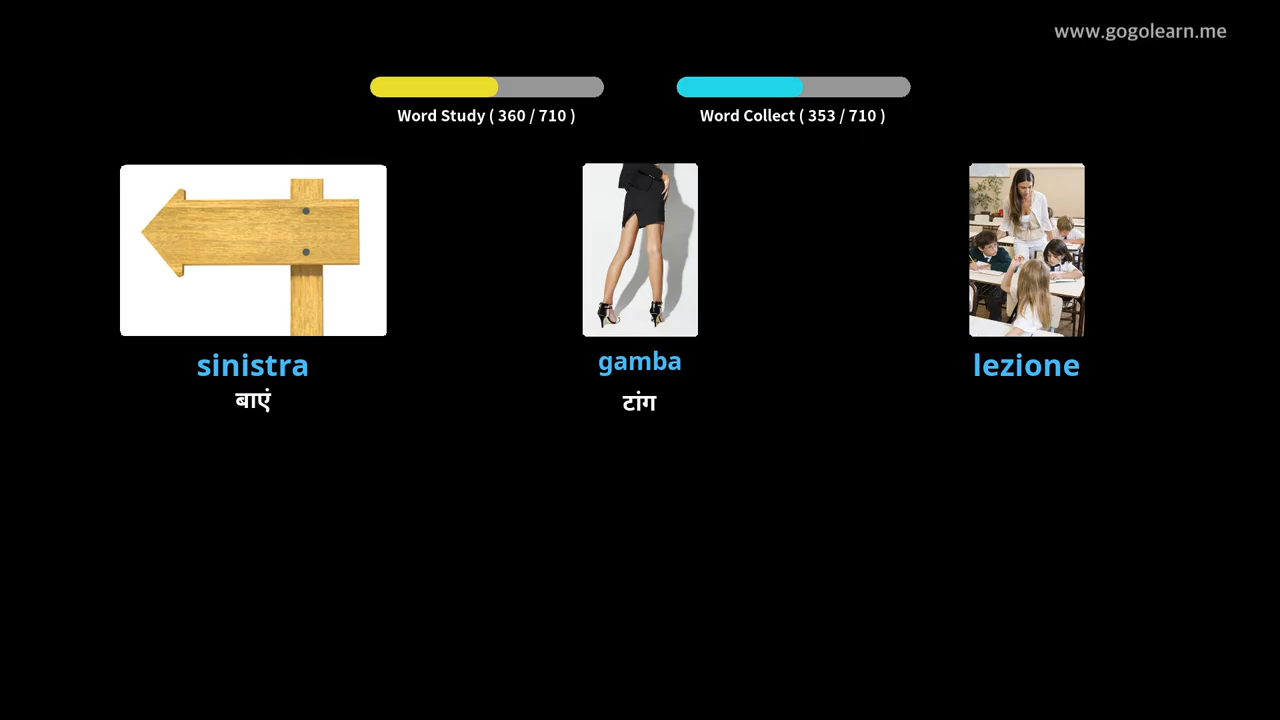 www.gogolearn.me
Word Study ( 360 / 710 )
Word Collect ( 353 / 710 )
sinistra
बाएं
gamba
टांग
lezione